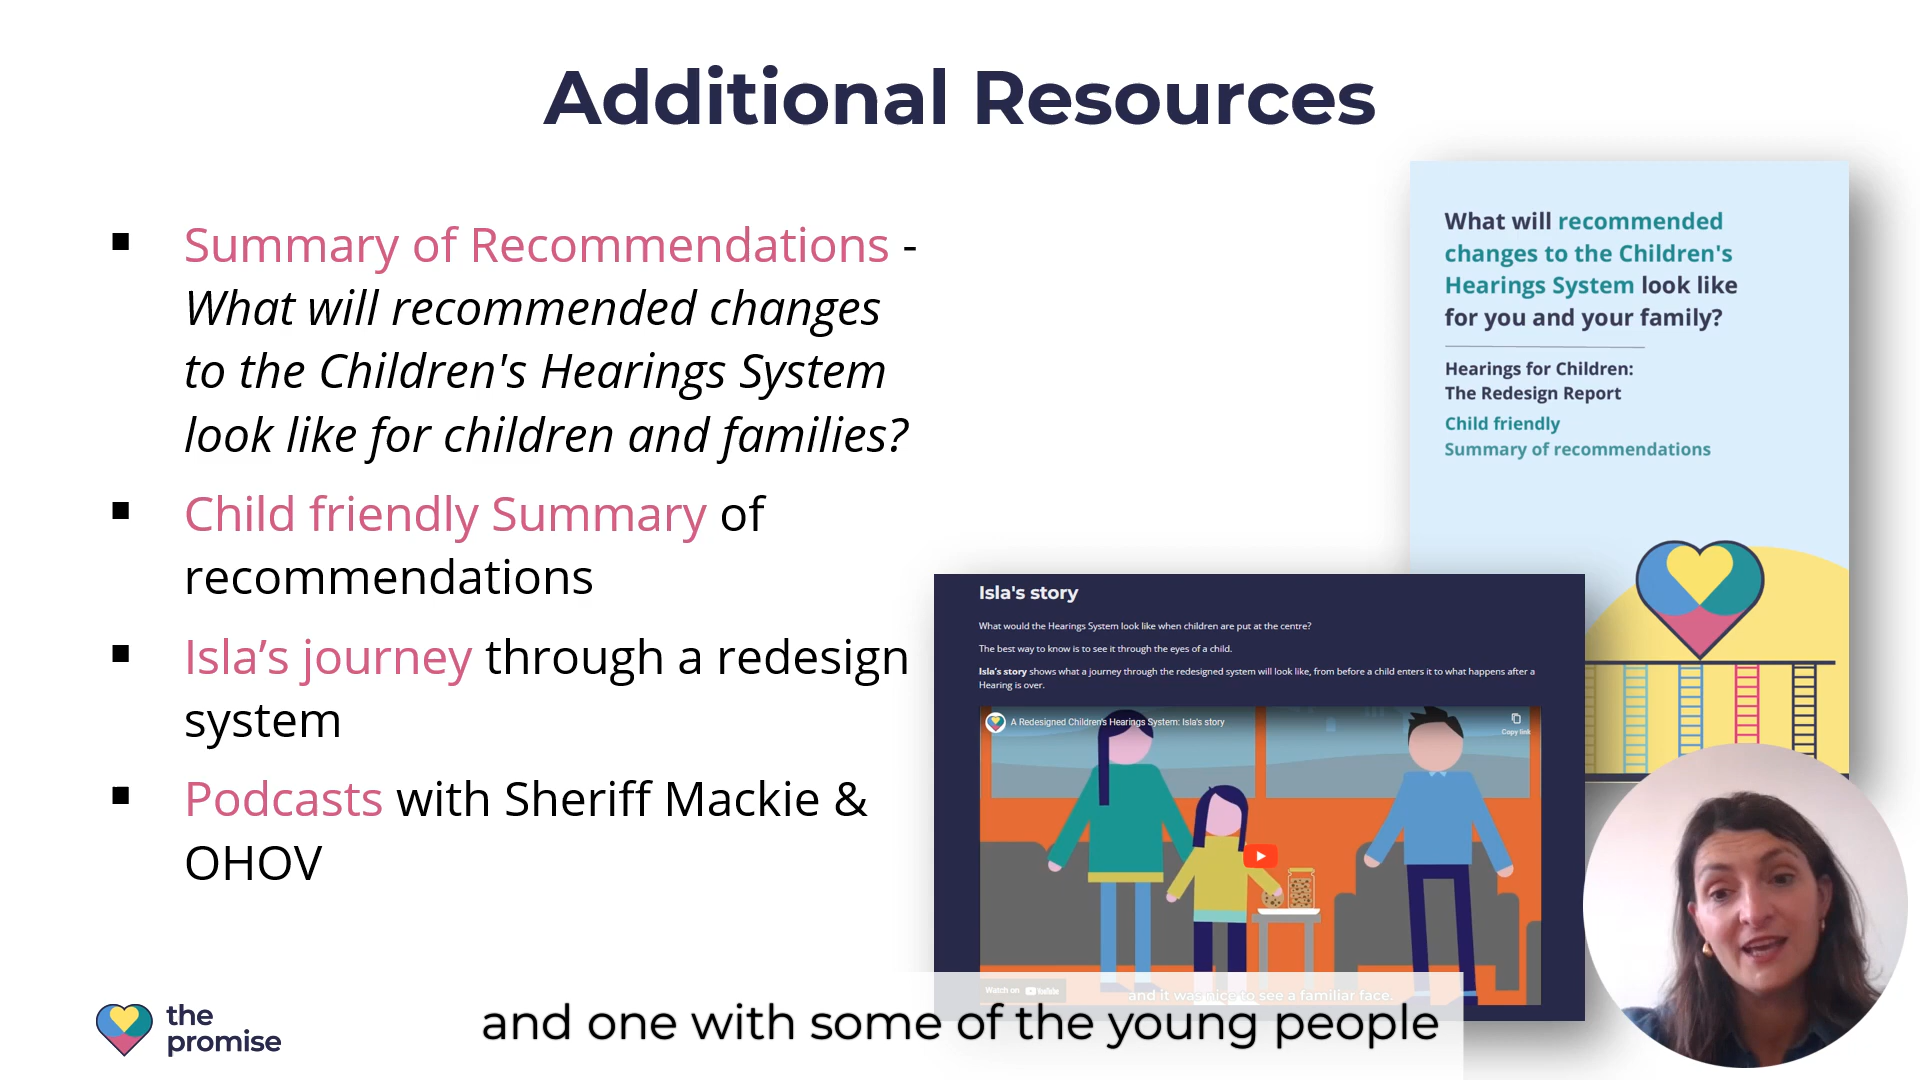 Additional Resources
Summary of Recommendations -
What will recommended changes
to the Children's Hearings System
look like for children and families?
Child friendly Summary of
recommendations
Isla’s journey through a redesign
system
Podcasts with Sheriff Mackie &
OHOV
What will recommended
changes to the Children's
Hearings System look like
for you and your family?
Hearings for Children:
The Redesign Report
Child friendly
Summary of recommendations
Isla's story
What would the Hearings System look like when children are put at the centre?
The best way to know is to see it through the eyes of a child.
Isla's story shows what a journey through the redesigned system will look like, from before a child enters it to what happens after a
Hearing is over.
A Redesigned Children's Hearings System: Isla's story
Copy link
Watch on YouTube
and it was nice to see a familiar face.
and one with some of the young people
the
promise